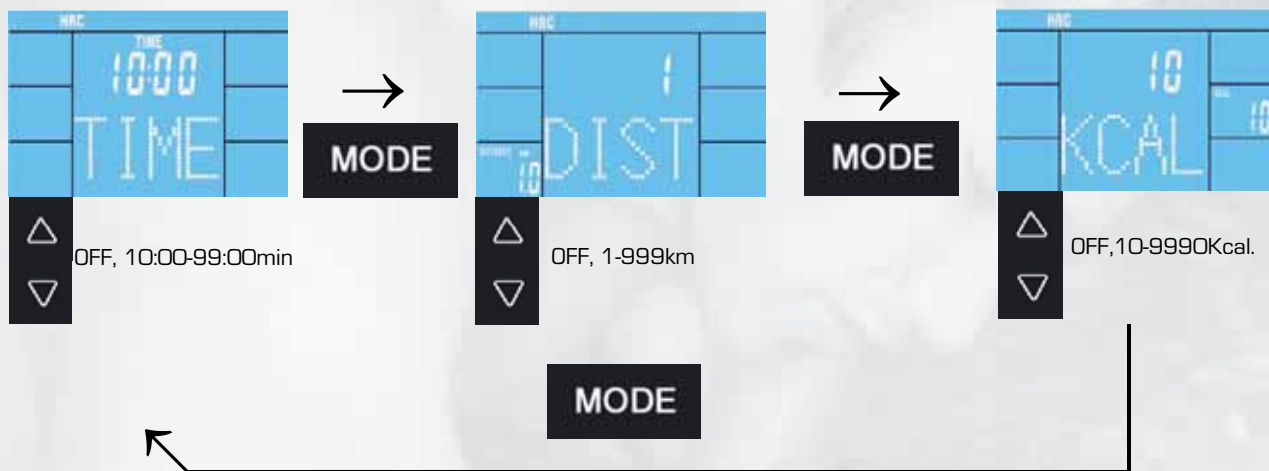 HRC
TIME
10:00
TIME
MODE
HRC
1
DIST
1.0
MODE
HRC
10
KCAL
10
OFF, 10:00-99:00min
OFF, 1-999km
OFF,10-9990Kcal.
MODE